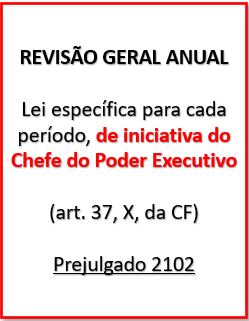 REVISÃO GERAL ANUAL
Lei específica para cada
período, de iniciativa do
Chefe do Poder Executivo
(art. 37, X, da CF)
Prejulgado 2102